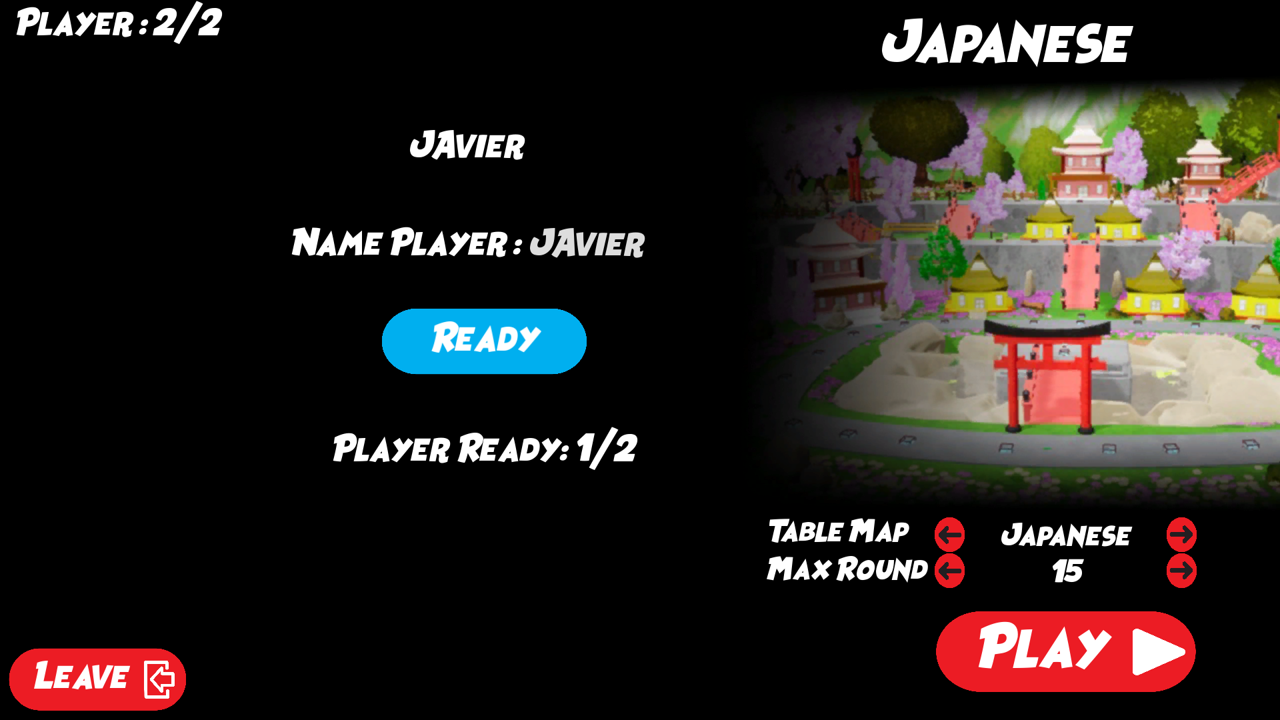 Player : 2/2
Japanese
JAvier
Name Player : JAvier
Ready
Player Ready: 1/2
Table Map Japanese
Max Round 15
Play
Leave